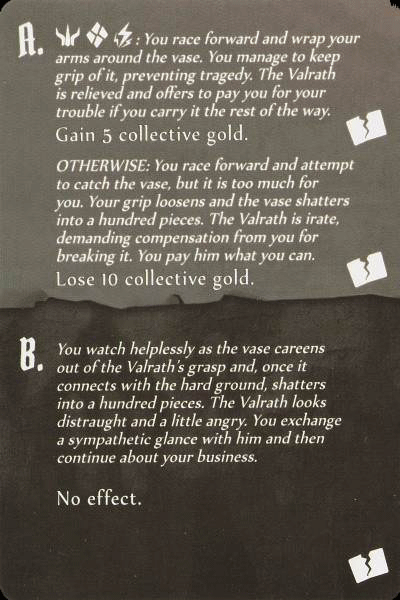 A. : You race forward and wrap your
arms around the vase. You manage to keep
grip of it, preventing tragedy. The Valrath
is relieved and offers to pay you for your
trouble if you carry it the rest of the way.
Gain 5 collective gold.
OTHERWISE: You race forward and attempt
to catch the vase, but it is too much for
you. Your grip loosens and the vase shatters
into a hundred pieces. The Valrath is irate,
demanding compensation from you for
breaking it. You pay him what you can.
Lose 10 collective gold.
B. You watch helplessly as the vase careens
out of the Valrath's grasp and, once it
connects with the hard ground, shatters
into a hundred pieces. The Valrath looks
distraught and a little angry. You exchange
a sympathetic glance with him and then
continue about your business.
No effect.